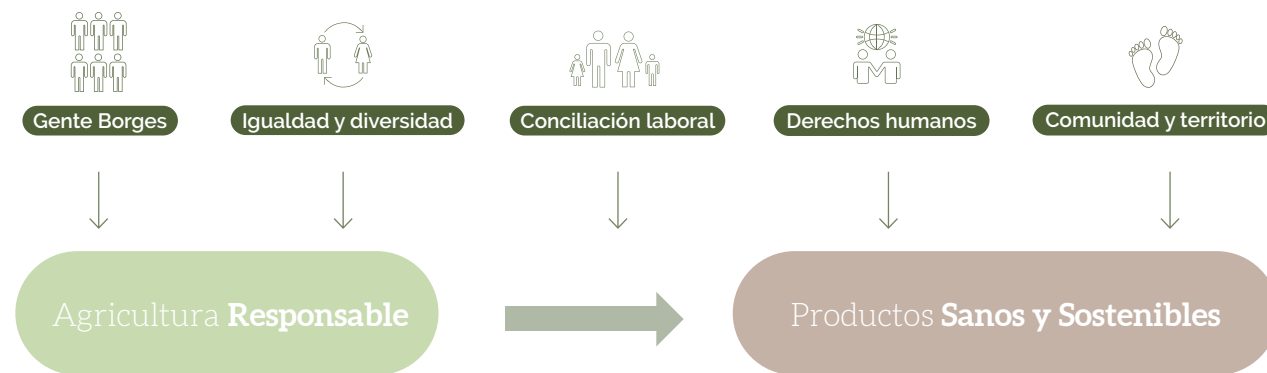 Gente Borges
Igualdad y diversidad
Conciliación laboral
Derechos humanos
Comunidad y territorio
Agricultura Responsable
Productos Sanos y Sostenibles